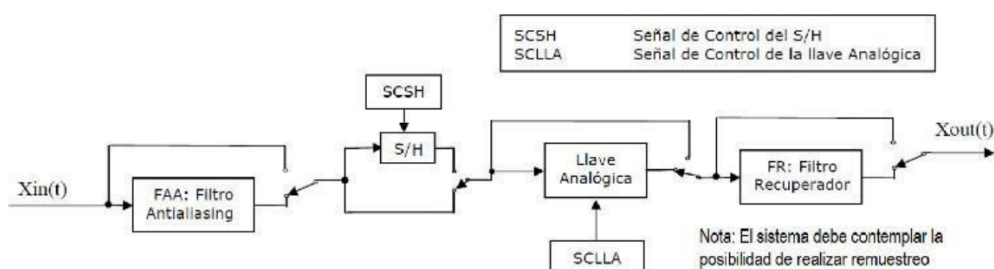 SCSH Señal de Control del S/H
SCLLA Señal de Control de la llave Analógica
SCSH
S/H
Xin(t)
FAA: Filtro
Antialiasing
Llave
Analógica
SCLLA
FR: Filtro
Recuperador
Xout(t)
Nota: El sistema debe contemplar la
posibilidad de realizar remuestreo